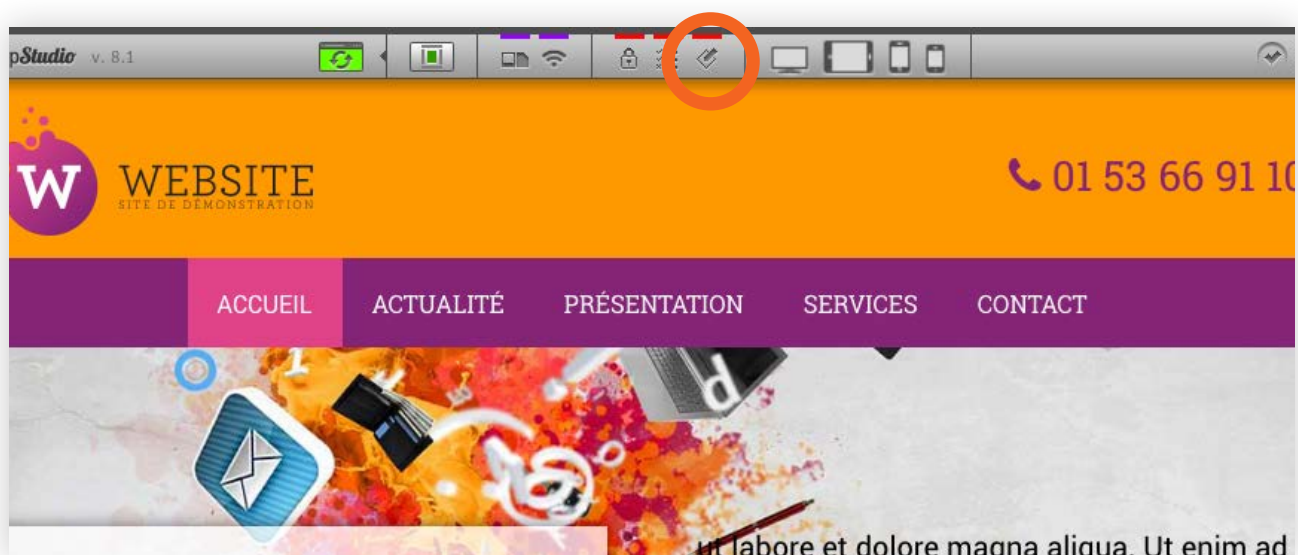 pStudio v. 8.1
W WEBSITE
SITE DE DÉMONSTRATION
01 53 66 91 10
ACCUEIL ACTUALITÉ PRÉSENTATION SERVICES CONTACT
ut labore et dolore magna aliqua. Ut enim ad